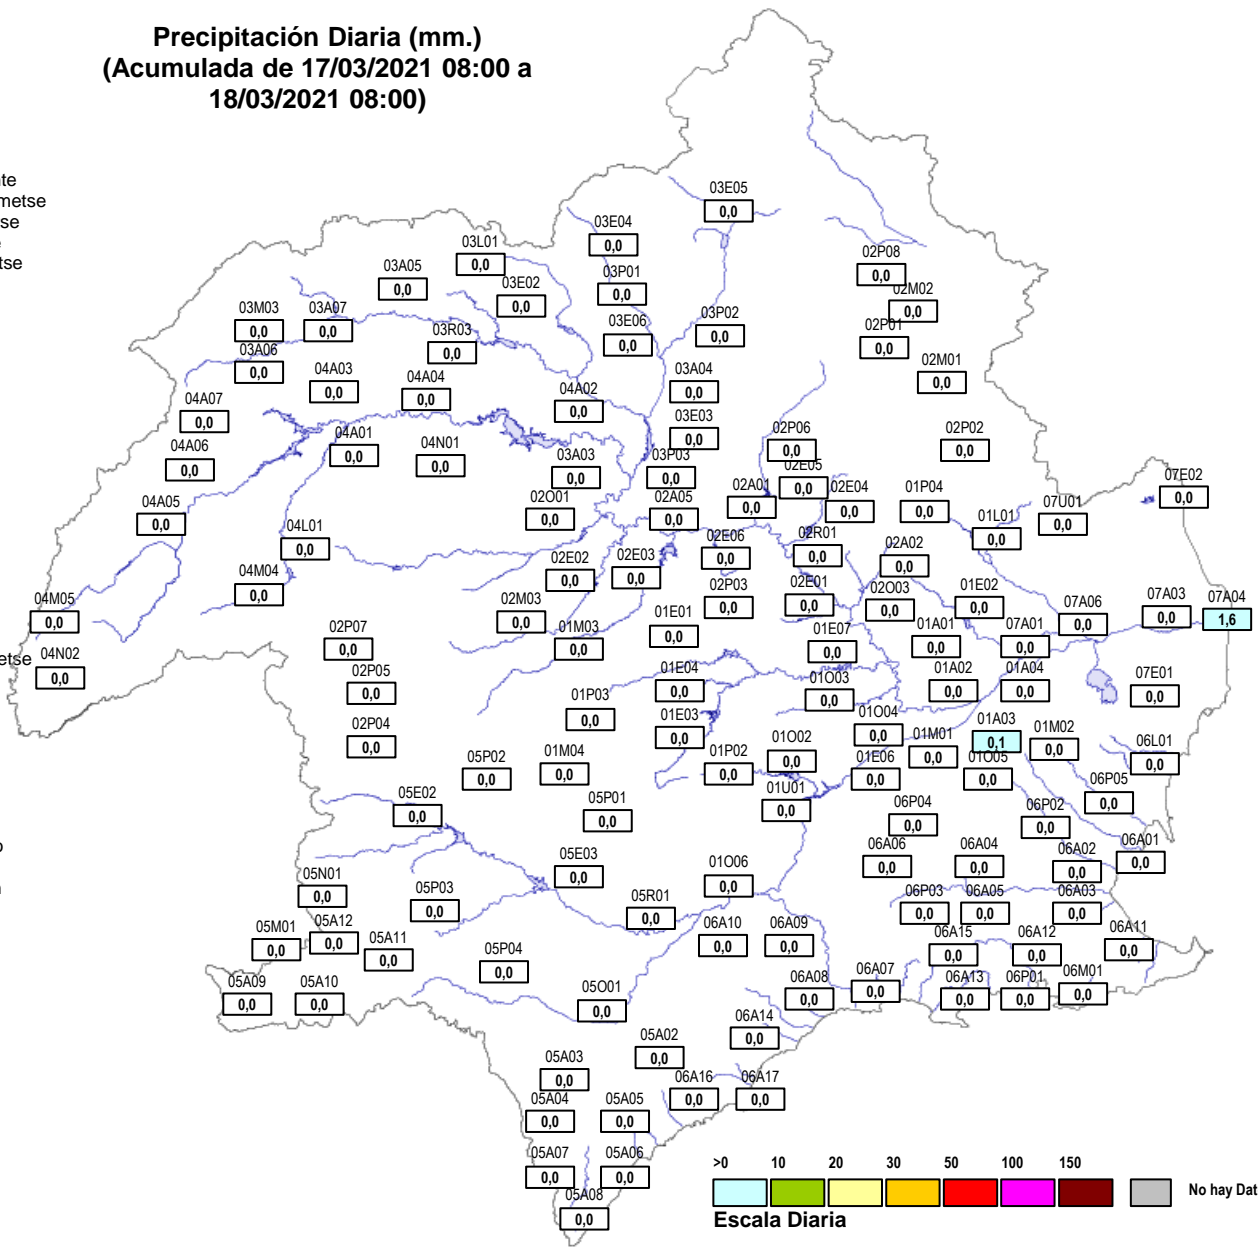 Precipitación Diaria (mm.)
(Acumulada de 17/03/2021 08:00 a
18/03/2021 08:00)
te
metse
se
tse
etse
03E05
0,0
03E04
0,0
03L01
0,0
02P08
0,0
03A05
0,0
03P01
0,0
03E02
0,0
02M02
0,0
03M03
0,0
03A07
0,0
03P02
0,0
03E06
0,0
03R03
0,0
02P01
0,0
03A06
0,0
02M01
0,0
04A03
0,0
04A04
0,0
03A04
0,0
04A02
0,0
04A07
0,0
03E03
0,0
02P06
0,0
02P02
0,0
04A01
0,0
04N01
0,0
04A06
0,0
03A03
0,0
03P03
0,0
02E05
0,0
07E02
0,0
02A01
0,0
02E04
0,0
01P04
0,0
02O01
0,0
02A05
0,0
04A05
0,0
07U01
0,0
01L01
0,0
04L01
0,0
02E06
0,0
02R01
0,0
02A02
0,0
02E02
0,0
02E03
0,0
04M04
0,0
02P03
0,0
02E01
0,0
02O03
0,0
01E02
0,0
04M05
0,0
02M03
0,0
07A06
0,0
07A03
0,0
07A04
1,6
01E01
0,0
01M03
0,0
01E07
0,0
01A01
0,0
07A01
0,0
02P07
0,0
04N02
0,0
02P05
0,0
01E04
0,0
01O03
0,0
01A02
0,0
01A04
0,0
07E01
0,0
01P03
0,0
01E03
0,0
02P04
0,0
01O04
0,0
01A03
0,1
01M02
0,0
01M01
0,0
06L01
0,0
05P02
0,0
01M04
0,0
01P02
0,0
01O02
0,0
01E06
0,0
01O05
0,0
05E02
0,0
05P01
0,0
01U01
0,0
06P05
0,0
06P04
0,0
06P02
0,0
05E03
0,0
01O06
0,0
06A06
0,0
06A04
0,0
06A02
0,0
06A01
0,0
05N01
0,0
05P03
0,0
05R01
0,0
06P03
0,0
06A05
0,0
06A03
0,0
05M01
0,0
05A12
0,0
05A11
0,0
05P04
0,0
06A10
0,0
06A09
0,0
06A15
0,0
06A12
0,0
06A11
0,0
05A09
0,0
05A10
0,0
05O01
0,0
06A08
0,0
06A07
0,0
06A13
0,0
06P01
0,0
06M01
0,0
06A14
0,0
05A02
0,0
05A03
0,0
06A16
0,0
06A17
0,0
05A04
0,0
05A05
0,0
05A07
0,0
05A06
0,0
05A08
0,0
>0 10 20 30 50 100 150
No hay Dat
Escala Diaria